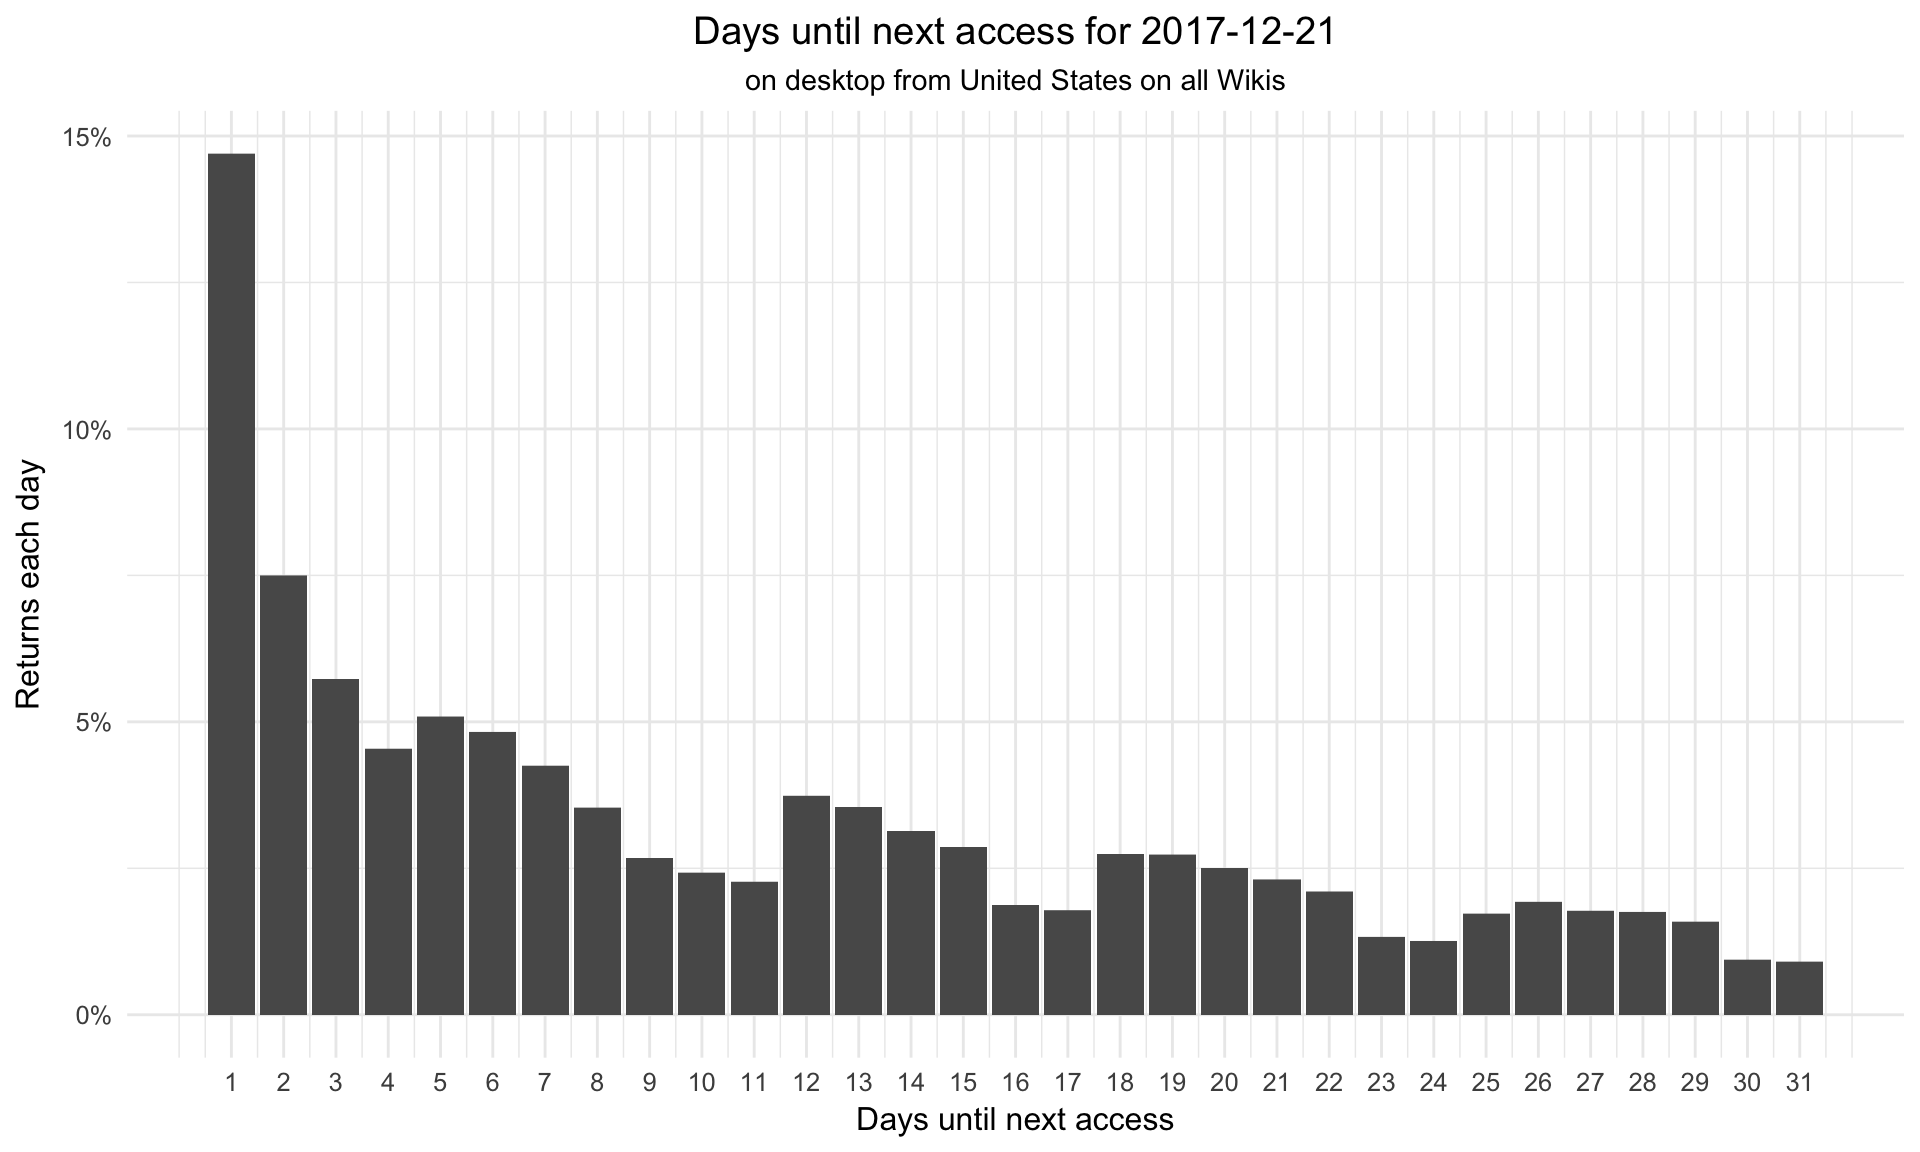 Days until next access for 2017-12-21
on desktop from United States on all Wikis
Returns each day
15%
10%
5%
0%
1 2 3 4 5 6 7 8 9 10 11 12 13 14 15 16 17 18 19 20 21 22 23 24 25 26 27 28 29 30 31
Days until next access